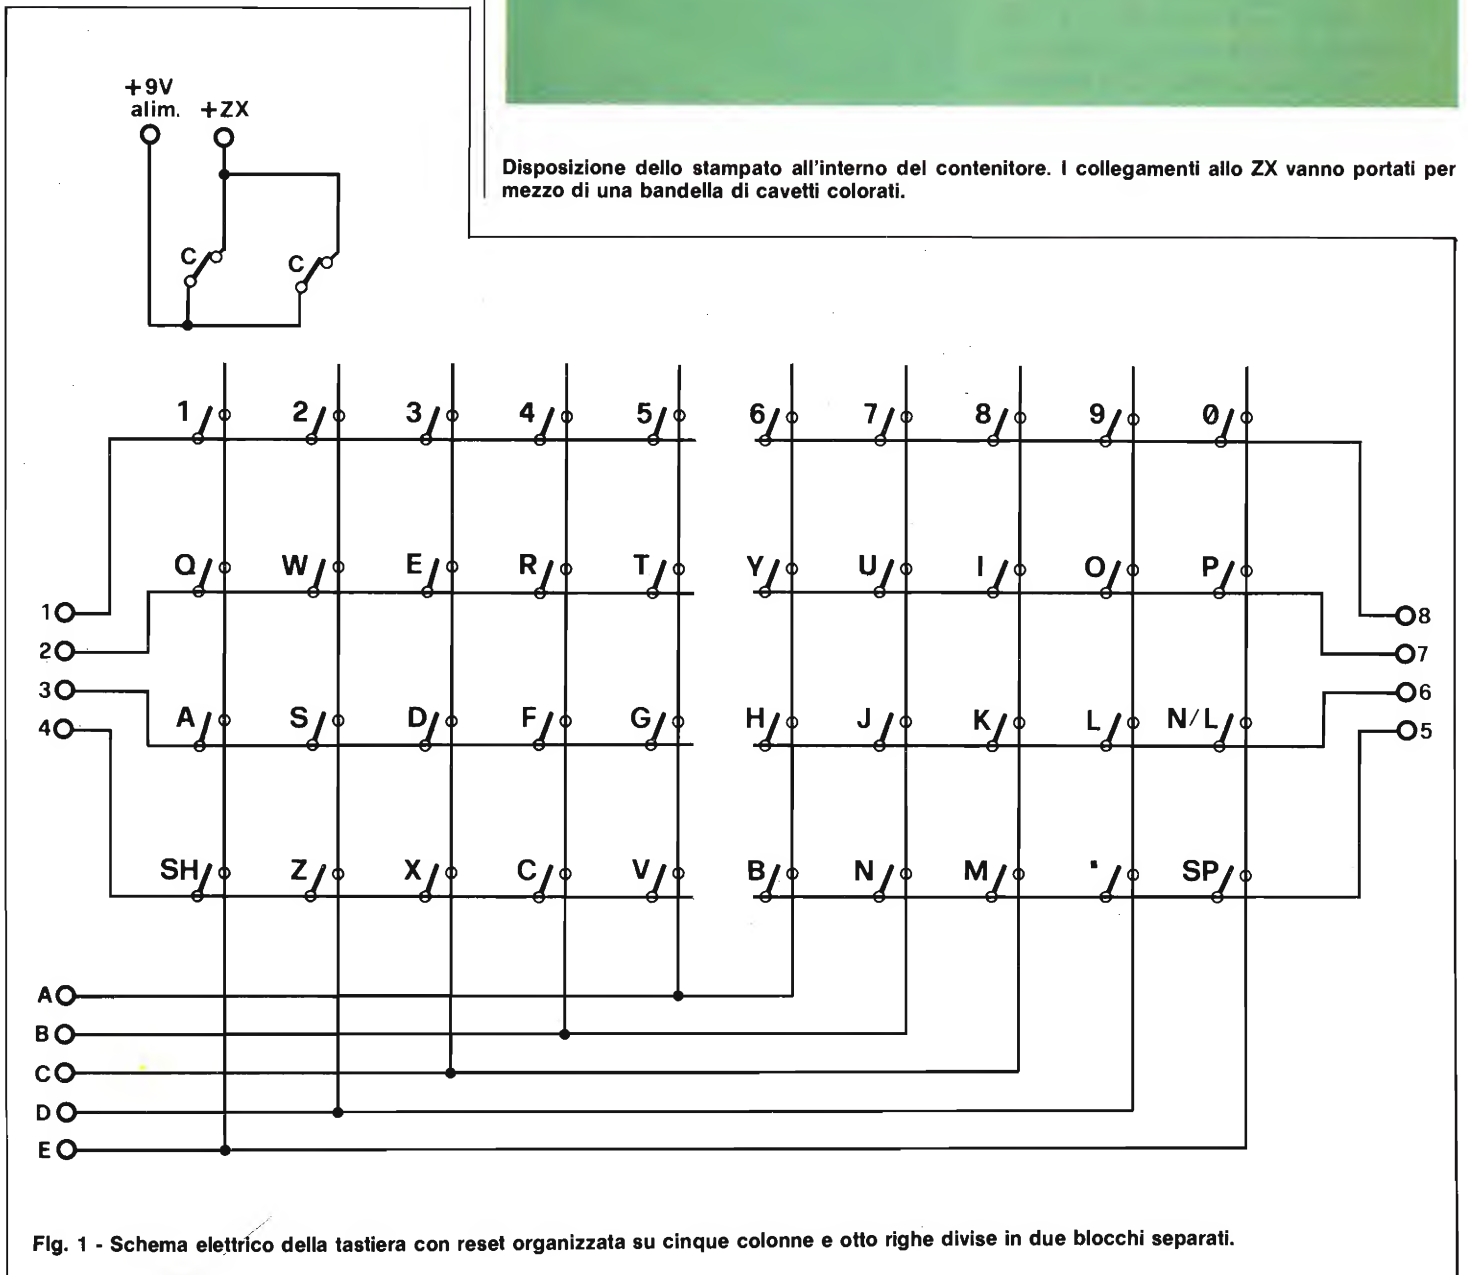 +9V
alim. +ZX
Disposizione dello stampato all'interno del contenitore. I collegamenti allo ZX vanno portati per
mezzo di una bandella di cavetti colorati.
C C
1 2 3 4 5 6 7 8 9 0
Q W E R T Y U I O P
1 8
2 7
3 6
A S D F G H J K L N/L
4 5
SH Z X C V B N M . SP
A
B
C
D
E
Fig. 1 - Schema elettrico della tastiera con reset organizzata su cinque colonne e otto righe divise in due blocchi separati.